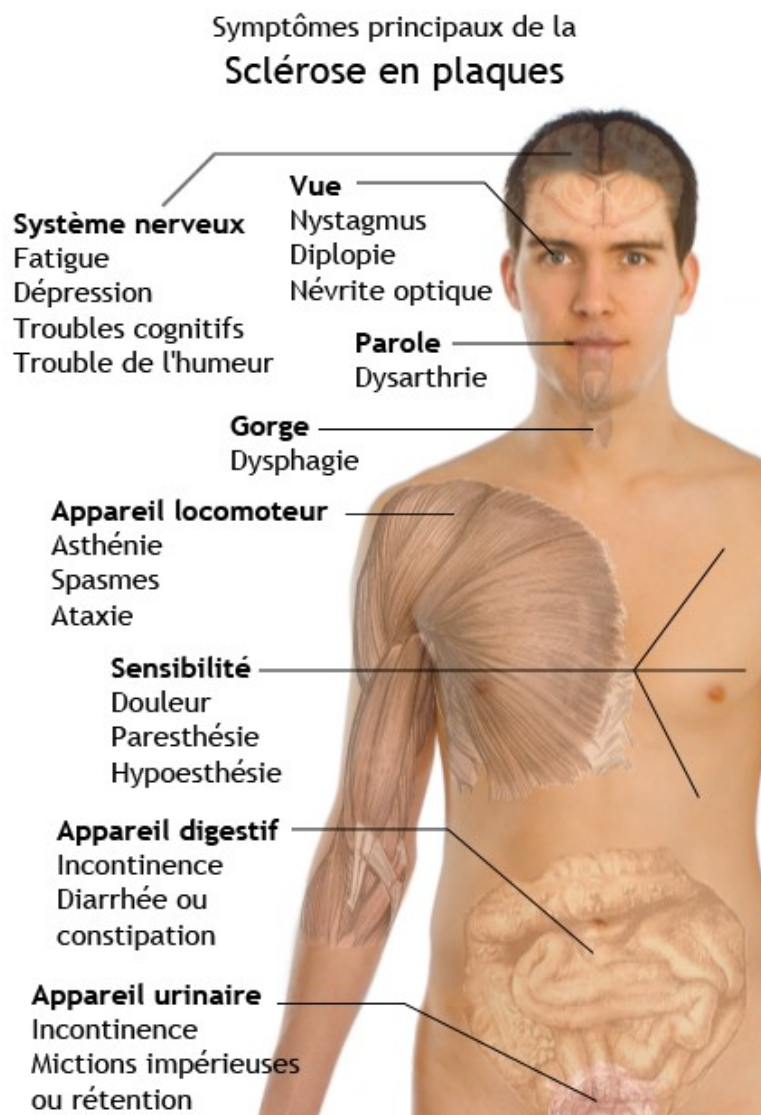 Symptômes principaux de la
Sclérose en plaques
Système nerveux
Fatigue
Dépression
Troubles cognitifs
Trouble de l'humeur
Vue
Nystagmus
Diplopie
Névrite optique
Parole
Dysarthrie
Gorge
Dysphagie
Appareil locomoteur
Asthénie
Spasmes
Ataxie
Sensibilité
Douleur
Paresthésie
Hypoesthésie
Appareil digestif
Incontinence
Diarrhée ou
constipation
Appareil urinaire
Incontinence
Mictions impérieuses
ou rétention